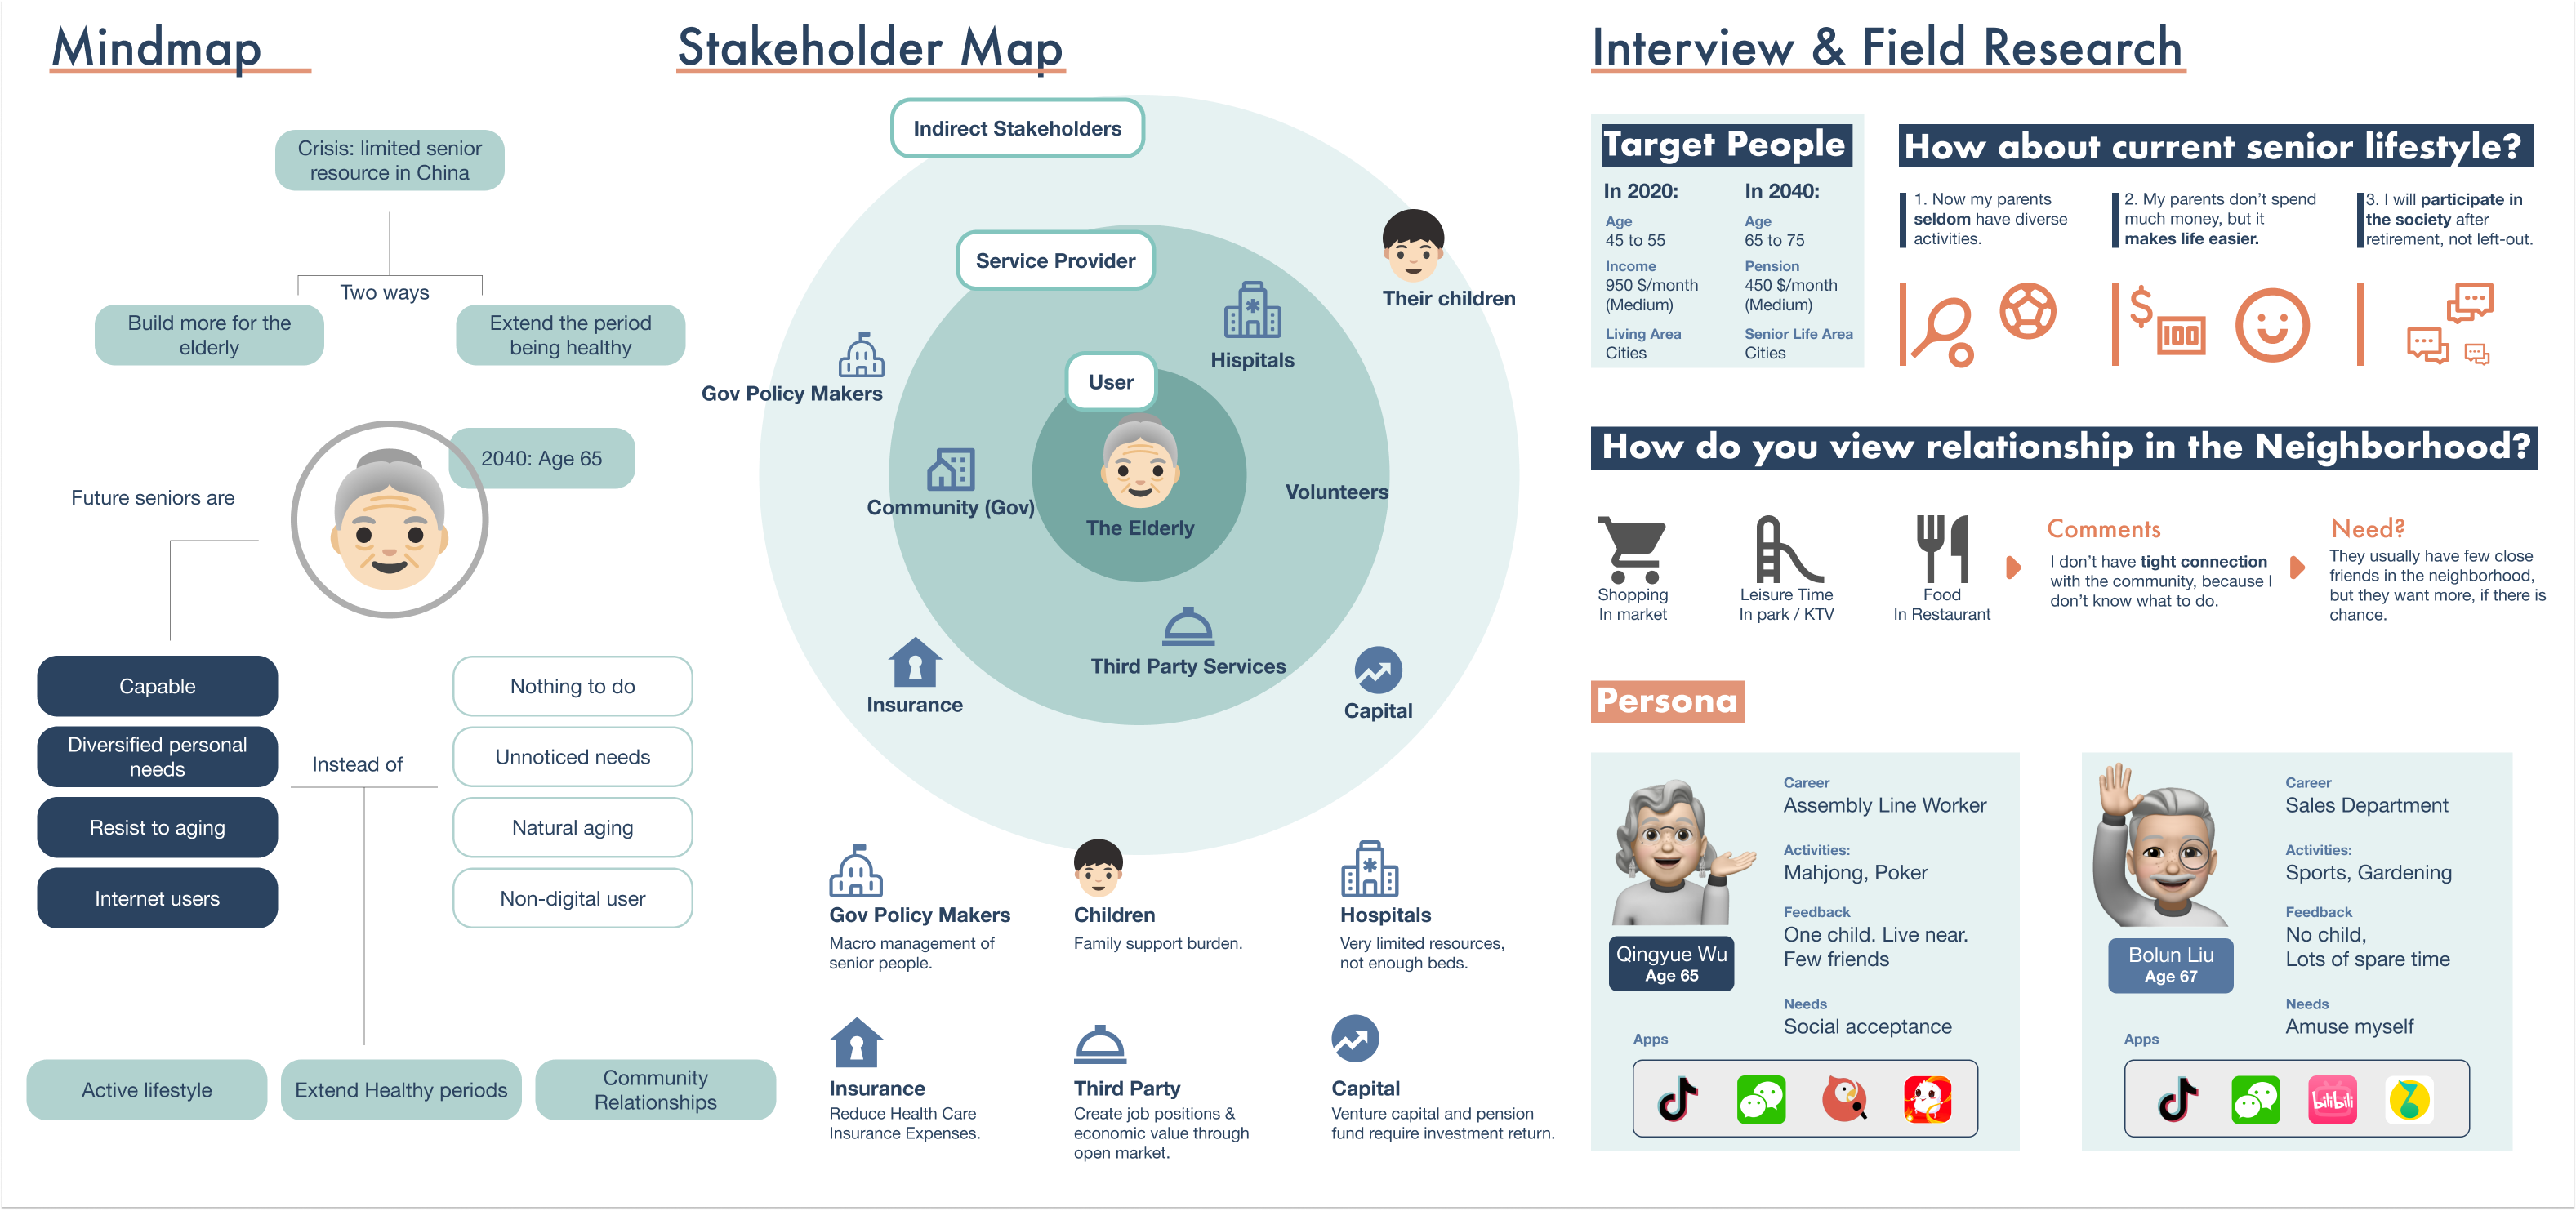 Mindmap
Crisis: limited senior
resource in China
Two ways
Build more for the
elderly
Extend the period
being healthy
2040: Age 65
Future seniors are
Capable
Diversified personal
needs
Resist to aging
Internet users
Instead of
Nothing to do
Unnoticed needs
Natural aging
Non-digital user
Active lifestyle
Extend Healthy periods
Community
Relationships
Stakeholder Map
Indirect Stakeholders
Service Provider
User
Their children
Hispitals
Gov Policy Makers
Community (Gov)
The Elderly
Volunteers
Third Party Services
Insurance
Capital
Gov Policy Makers
Macro management of
senior people.
Children
Family support burden.
Hospitals
Very limited resources,
not enough beds.
Insurance
Reduce Health Care
Insurance Expenses.
Third Party
Create job positions &
economic value through
open market.
Capital
Venture capital and pension
fund require investment return.
Interview & Field Research
Target People
In 2020:
Age
45 to 55
Income
950 $/month
(Medium)
Living Area
Cities
In 2040:
Age
65 to 75
Pension
450 $/month
(Medium)
Senior Life Area
Cities
How about current senior lifestyle?
1. Now my parents
seldom have diverse
activities.
2. My parents don't spend
much money, but it
makes life easier.
3. I will participate in
the society after
retirement, not left-out.
$
100
How do you view relationship in the Neighborhood?
Shopping
In market
Leisure Time
In park / KTV
Food
In Restaurant
Comments
I don't have tight connection
with the community, because I
don't know what to do.
Need?
They usually have few close
friends in the neighborhood,
but they want more, if there is
chance.
Persona
Qingyue Wu
Age 65
Career
Assembly Line Worker
Activities:
Mahjong, Poker
Feedback
One child. Live near.
Few friends
Needs
Social acceptance
Apps
Bolun Liu
Age 67
Career
Sales Department
Activities:
Sports, Gardening
Feedback
No child,
Lots of spare time
Needs
Amuse myself
Apps
bilibili